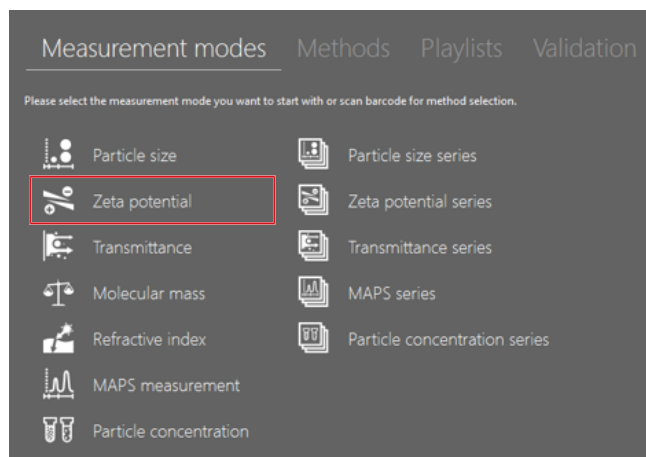 Measurement modes Methods Playlists Validation
Please select the measurement mode you want to start with or scan barcode for method selection.
Particle size
Zeta potential
Transmittance
Molecular mass
Refractive index
MAPS measurement
Particle concentration
Particle size series
Zeta potential series
Transmittance series
MAPS series
Particle concentration series